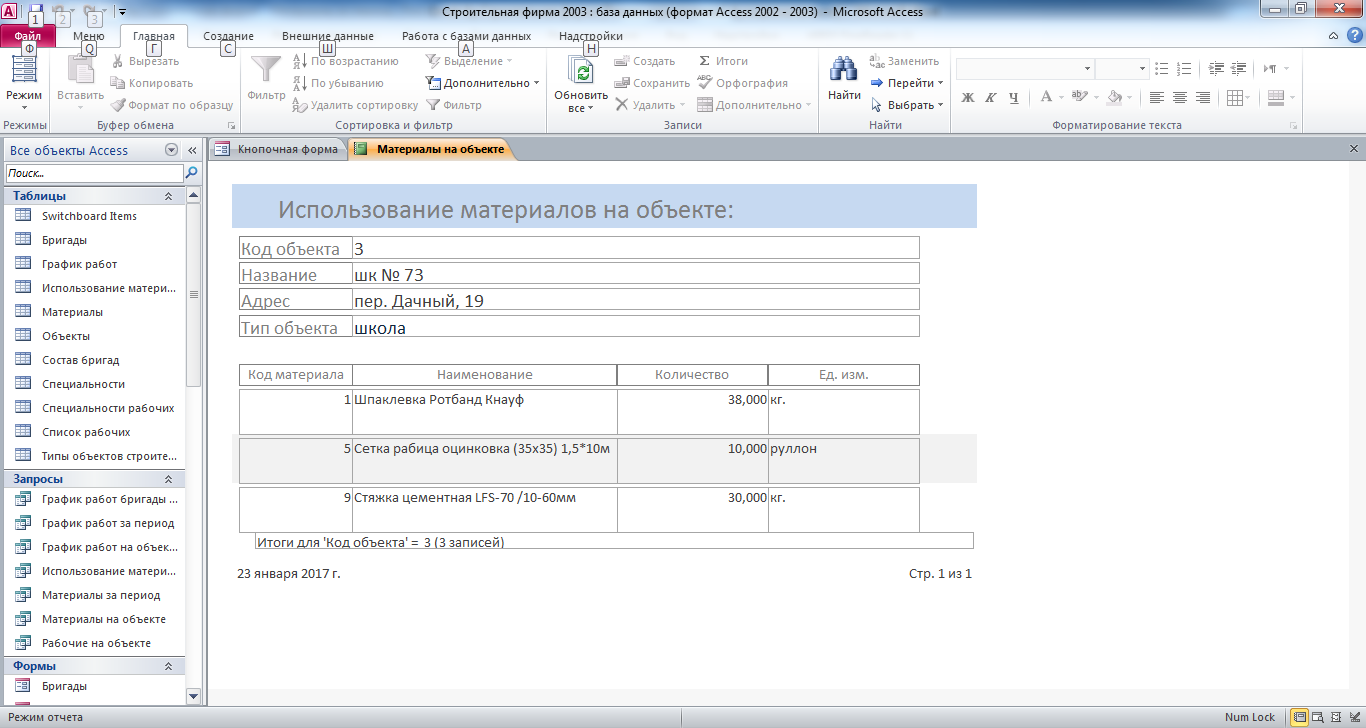 Строительная фирма 2003 : база данных (формат Access 2002 - 2003) - Microsoft Access
1 2 3
Файл Меню Главная Создание Внешние данные Работа с базами данных Надстройки
Ф Q Г С Ш А Н
Режим
Режимы
Вставить
Вырезать
Копировать
Формат по образцу
Буфер обмена
Фильтр
По возрастанию
По убыванию
Удалить сортировку
Выделение
Дополнительно
Фильтр
Сортировка и фильтр
Обновить
все
Создать
Сохранить
Удалить
Итоги
Орфография
Дополнительно
Записи
Найти
Заменить
Перейти
Выбрать
Найти
Ж К Ч А
Форматирование текста
Все объекты Access
Поиск...
Таблицы
Switchboard Items
Бригады
График работ
Использование матери...
Материалы
Объекты
Состав бригад
Специальности
Специальности рабочих
Список рабочих
Типы объектов строите...
Запросы
График работ бригады ...
График работ за период
График работ на объек...
Использование матери...
Материалы за период
Материалы на объекте
Рабочие на объекте
Формы
Бригады
Кнопочная форма Материалы на объекте
Использование материалов на объекте:
Код объекта 3
Название шк № 73
Адрес пер. Дачный, 19
Тип объекта школа
Код материала Наименование Количество Ед. изм.
1 Шпаклевка Ротбанд Кнауф 38,000 кг.
5 Сетка рабица оцинковка (35х35) 1,5*10м 10,000 руллон
9 Стяжка цементная LFS-70 /10-60мм 30,000 кг.
Итоги для 'Код объекта' = 3 (3 записей)
23 января 2017 г. Стр. 1 из 1
Режим отчета Num Lock